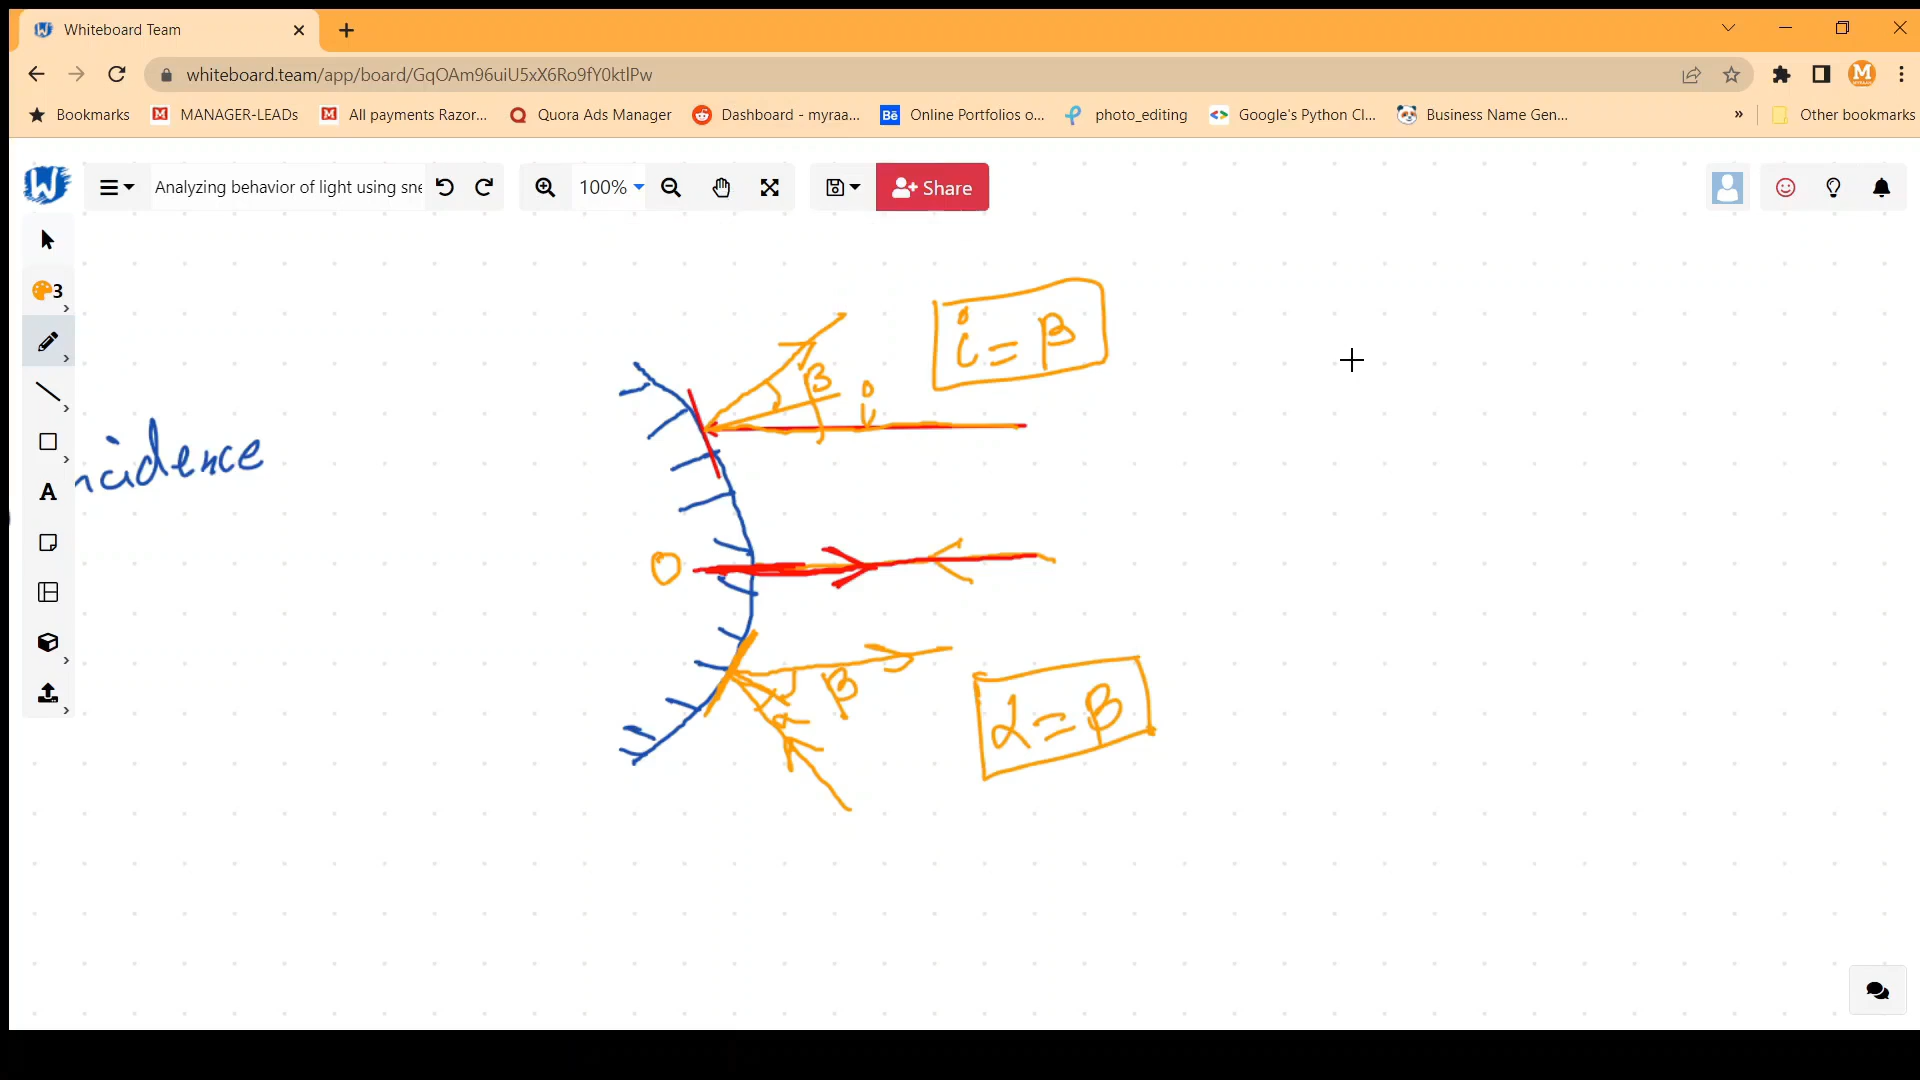 Whiteboard Team
whiteboard.team/app/board/GqOAm96uiU5xX6Ro9fY0ktlPw
M
Bookmarks MANAGER-LEADs All payments Razor... Quora Ads Manager Dashboard - myraa... Bē Online Portfolios o... photo_editing Google's Python Cl... Business Name Gen... » Other bookmarks
Analyzing behavior of light using sne 100% Share
3
A
i = β
β i
ncidence
O
β
α
α = β